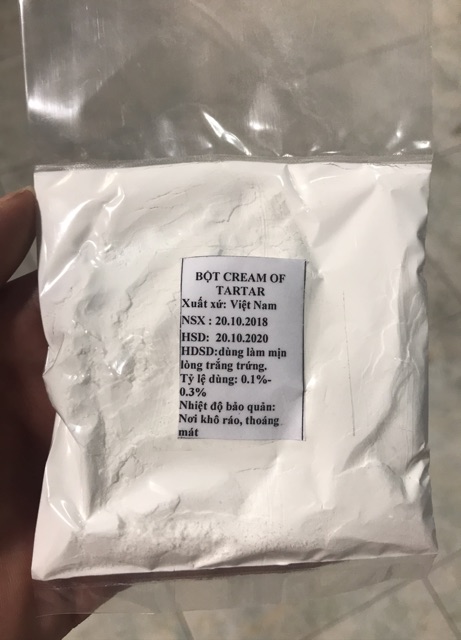 BỘT CREAM OF
TARTAR
Xuất xứ: Việt Nam
NSX : 20.10.2018
HSD: 20.10.2020
HDSD:dùng làm mịn
lòng trắng trứng.
Tỷ lệ dùng: 0.1%-
0.3%
Nhiệt độ bảo quản:
Nơi khô ráo, thoáng
mát